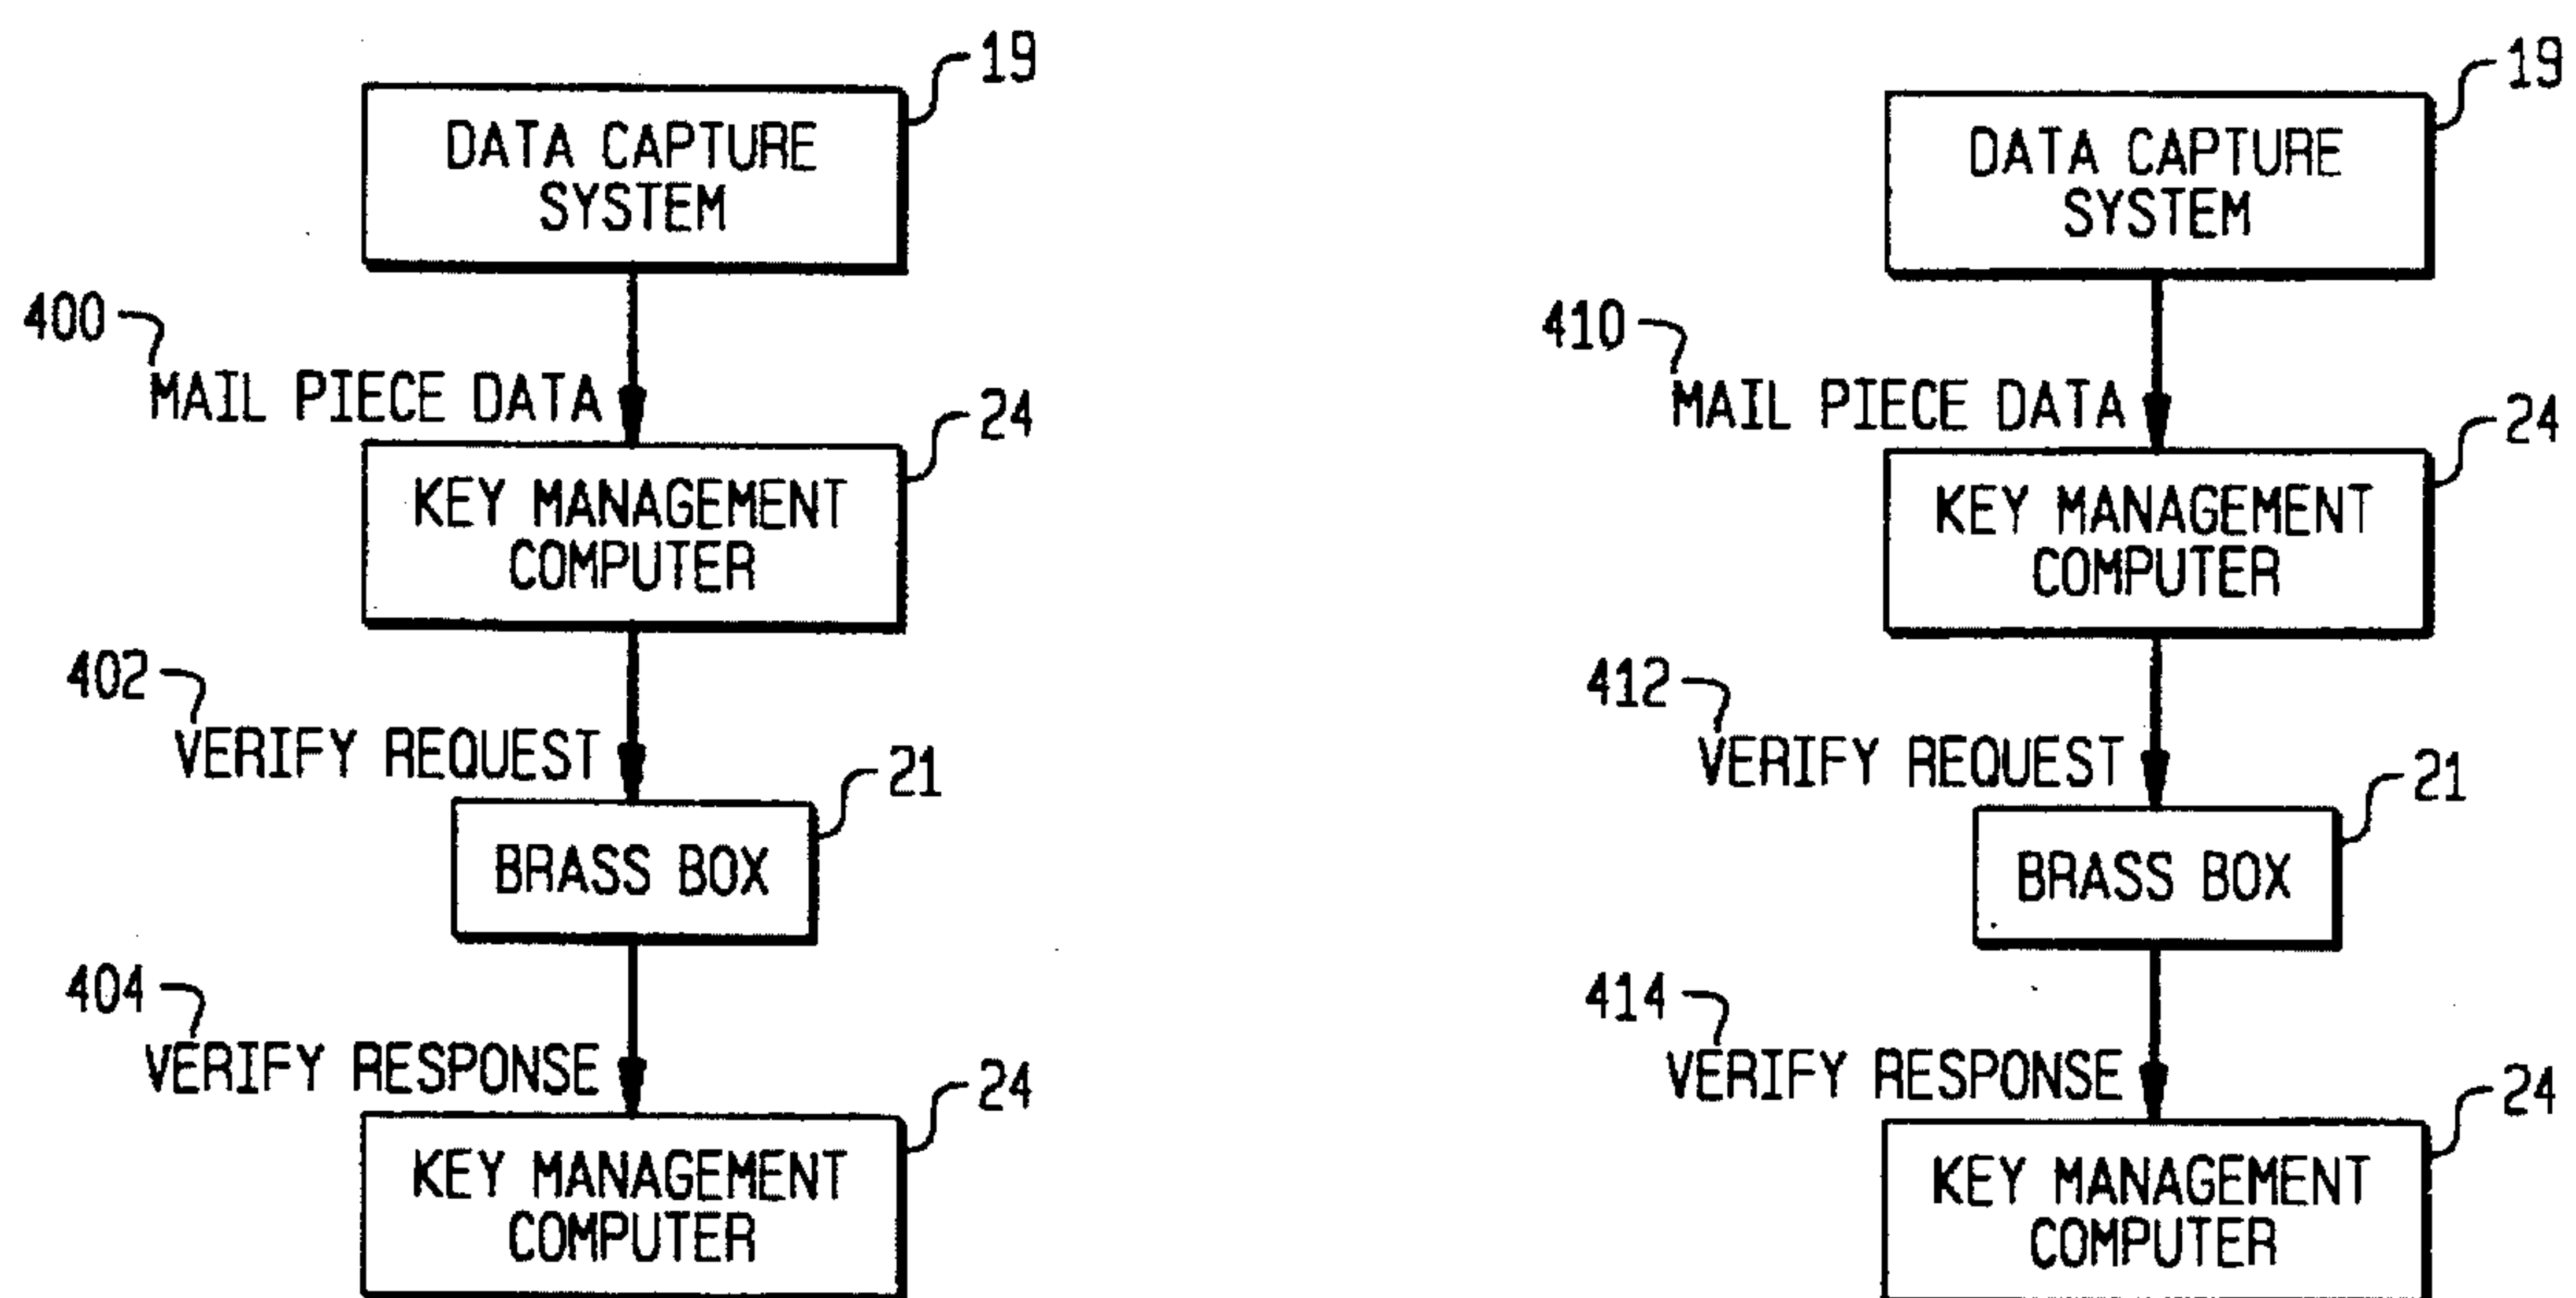 19
DATA CAPTURE
SYSTEM
400
MAIL PIECE DATA
24
KEY MANAGEMENT
COMPUTER
402
VERIFY REQUEST
21
BRASS BOX
404
VERIFY RESPONSE
24
KEY MANAGEMENT
COMPUTER
19
DATA CAPTURE
SYSTEM
410
MAIL PIECE DATA
24
KEY MANAGEMENT
COMPUTER
412
VERIFY REQUEST
21
BRASS BOX
414
VERIFY RESPONSE
24
KEY MANAGEMENT
COMPUTER